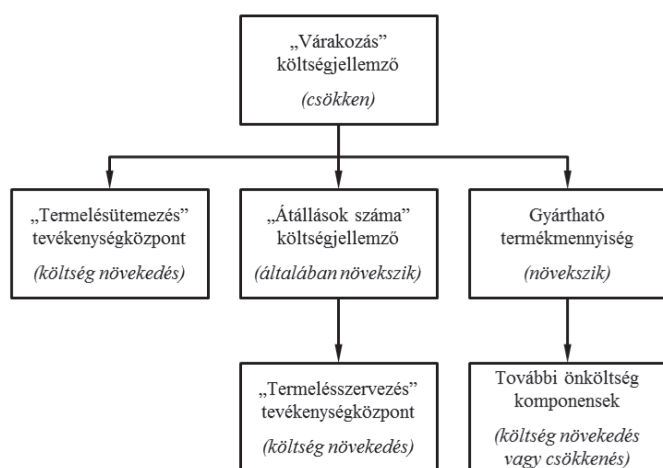 „Várakozás”
költségjellemző
(csökken)
„Termelésütemezés”
tevékenységközpont
(költség növekedés)
„Átállások száma”
költségjellemző
(általában növekszik)
Gyártható
termékmennyiség
(növekszik)
„Termelésszervezés”
tevékenységközpont
(költség növekedés)
További önköltség
komponensek
(költség növekedés
vagy csökkenés)